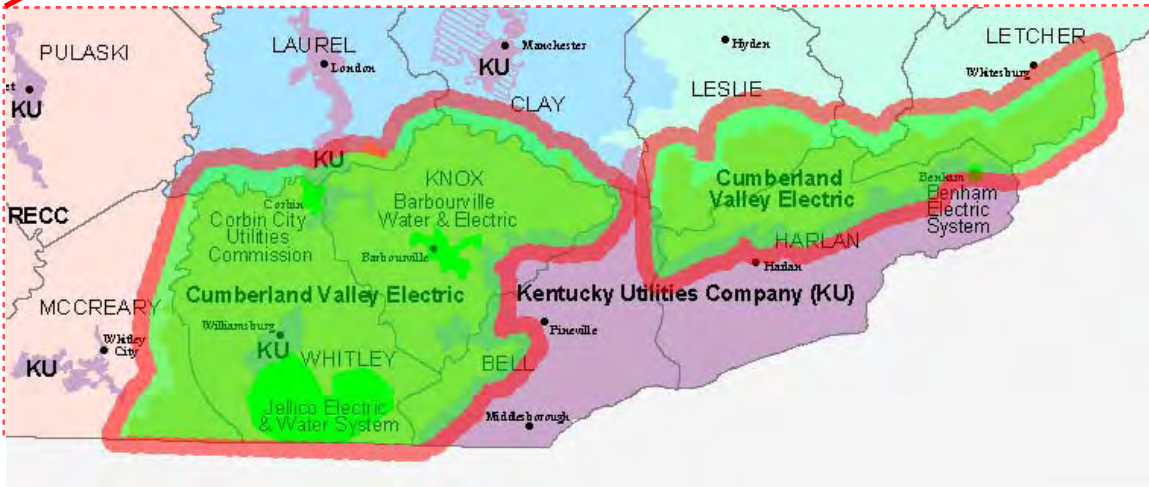 PULASKI
LAUREL
London
Manchester
KU
Hyden
LETCHER
Whitesburg
st
KU
CLAY
LESLIE
KU
KNOX
Barbourville
Water & Electric
Cumberland
Valley Electric
Benham
Benham
Electric
System
RECC
Corbin
Corbin City
Utilities
Commission
Barbourville
HARLAN
Harlan
MCCREARY
Cumberland Valley Electric
Kentucky Utilities Company (KU)
Whitley
City
KU
Williamsburg
KU
WHITLEY
BELL
Pineville
Jellico Electric
& Water System
Middlesborough